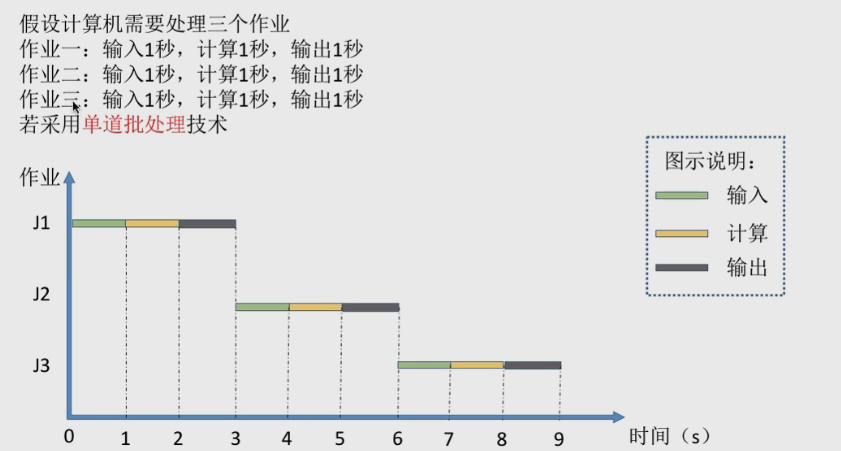 假设计算机需要处理三个作业
作业一：输入1秒，计算1秒，输出1秒
作业二：输入1秒，计算1秒，输出1秒
作业三：输入1秒，计算1秒，输出1秒
若采用单道批处理技术
图示说明：
输入
计算
输出
作业
J1
J2
J3
0 1 2 3 4 5 6 7 8 9 时间（s）